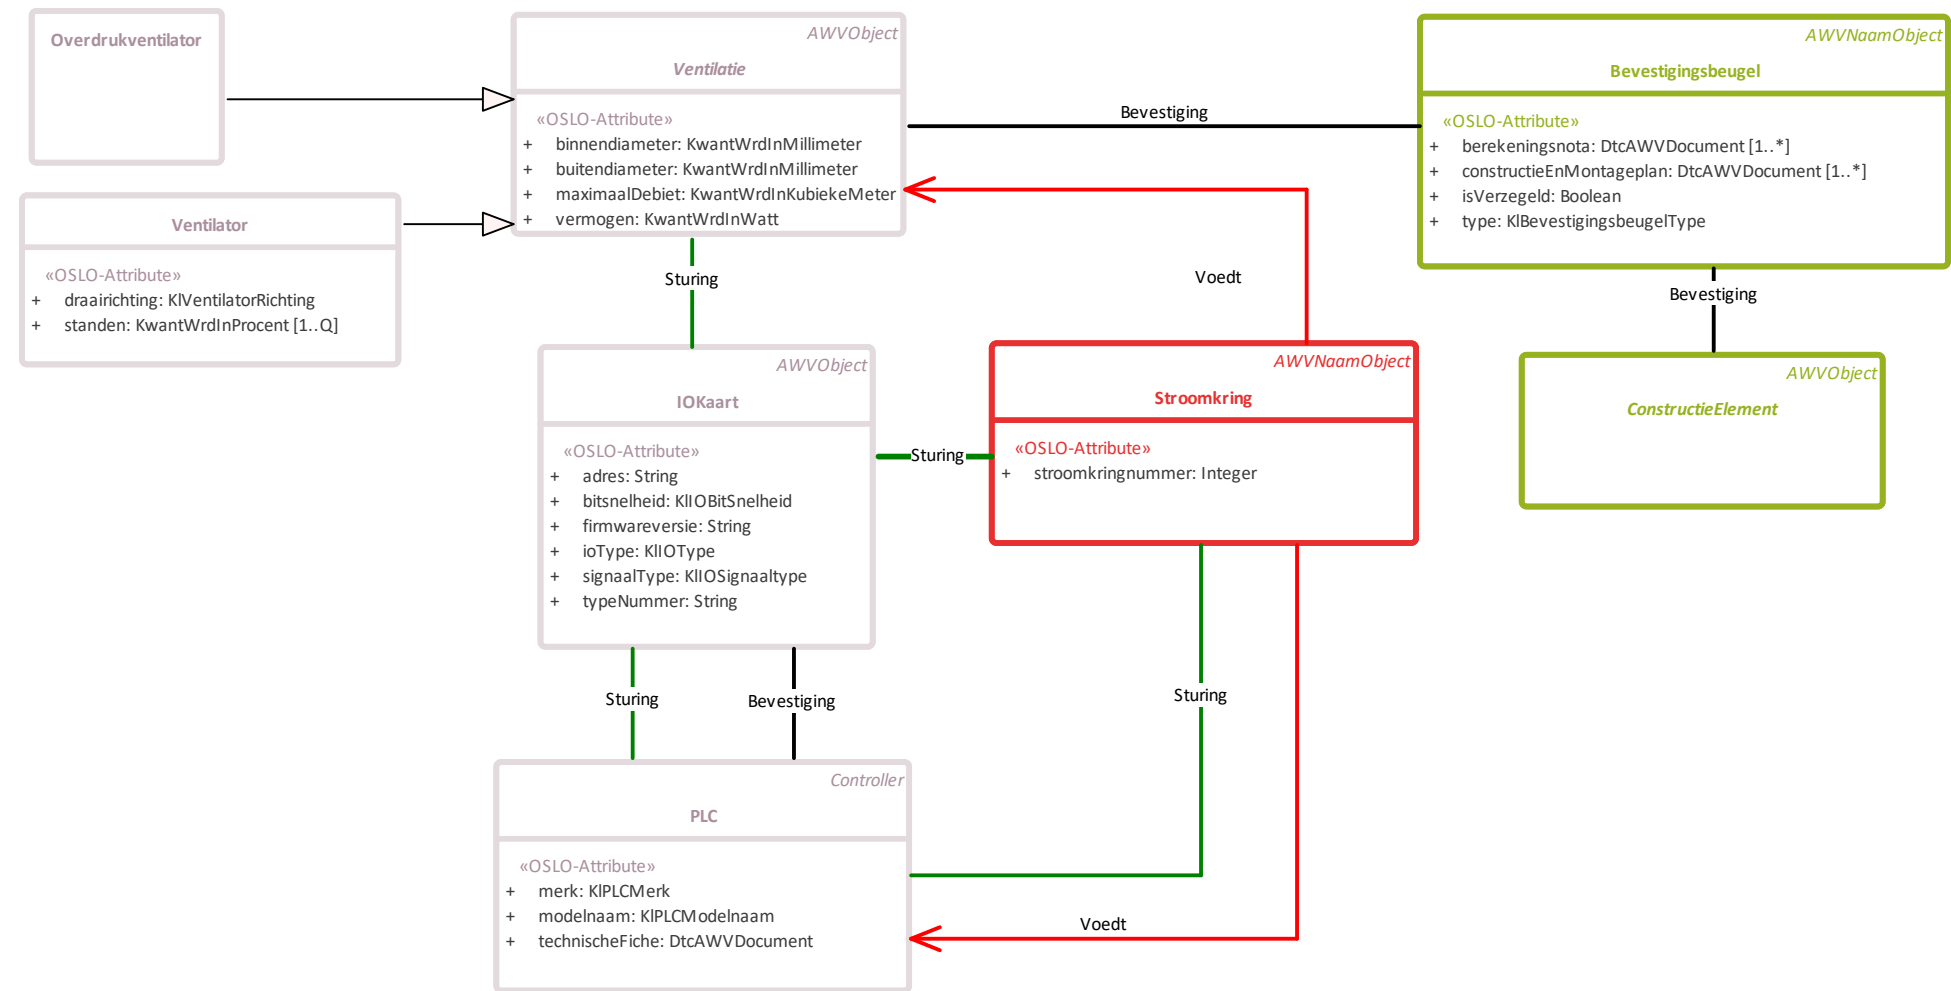 Overdrukventilator
AWVObject
Ventilatie
«OSLO-Attribute»
+ binnendiameter: KwantWrdInMillimeter
+ buitendiameter: KwantWrdInMillimeter
+ maximaalDebiet: KwantWrdInKubiekeMeter
+ vermogen: KwantWrdInWatt
Bevestiging
AWVNaamObject
Bevestigingsbeugel
«OSLO-Attribute»
+ berekeningsnota: DtcAWVDocument [1..*]
+ constructieEnMontageplan: DtcAWVDocument [1..*]
+ isVerzegeld: Boolean
+ type: KlBevestigingsbeugelType
Ventilator
«OSLO-Attribute»
+ draairichting: KlVentilatorRichting
+ standen: KwantWrdInProcent [1..Q]
Sturing
Voedt
Bevestiging
AWVObject
IOKaart
«OSLO-Attribute»
+ adres: String
+ bitsnelheid: KlIOBitSnelheid
+ firmwareversie: String
+ ioType: KlIOType
+ signaalType: KlIOSignaaltype
+ typeNummer: String
Sturing
AWVNaamObject
Stroomkring
«OSLO-Attribute»
+ stroomkringnummer: Integer
AWVObject
ConstructieElement
Sturing
Bevestiging
Sturing
Controller
PLC
«OSLO-Attribute»
+ merk: KlPLCMerk
+ modelnaam: KlPLCModelnaam
+ technischeFiche: DtcAWVDocument
Voedt